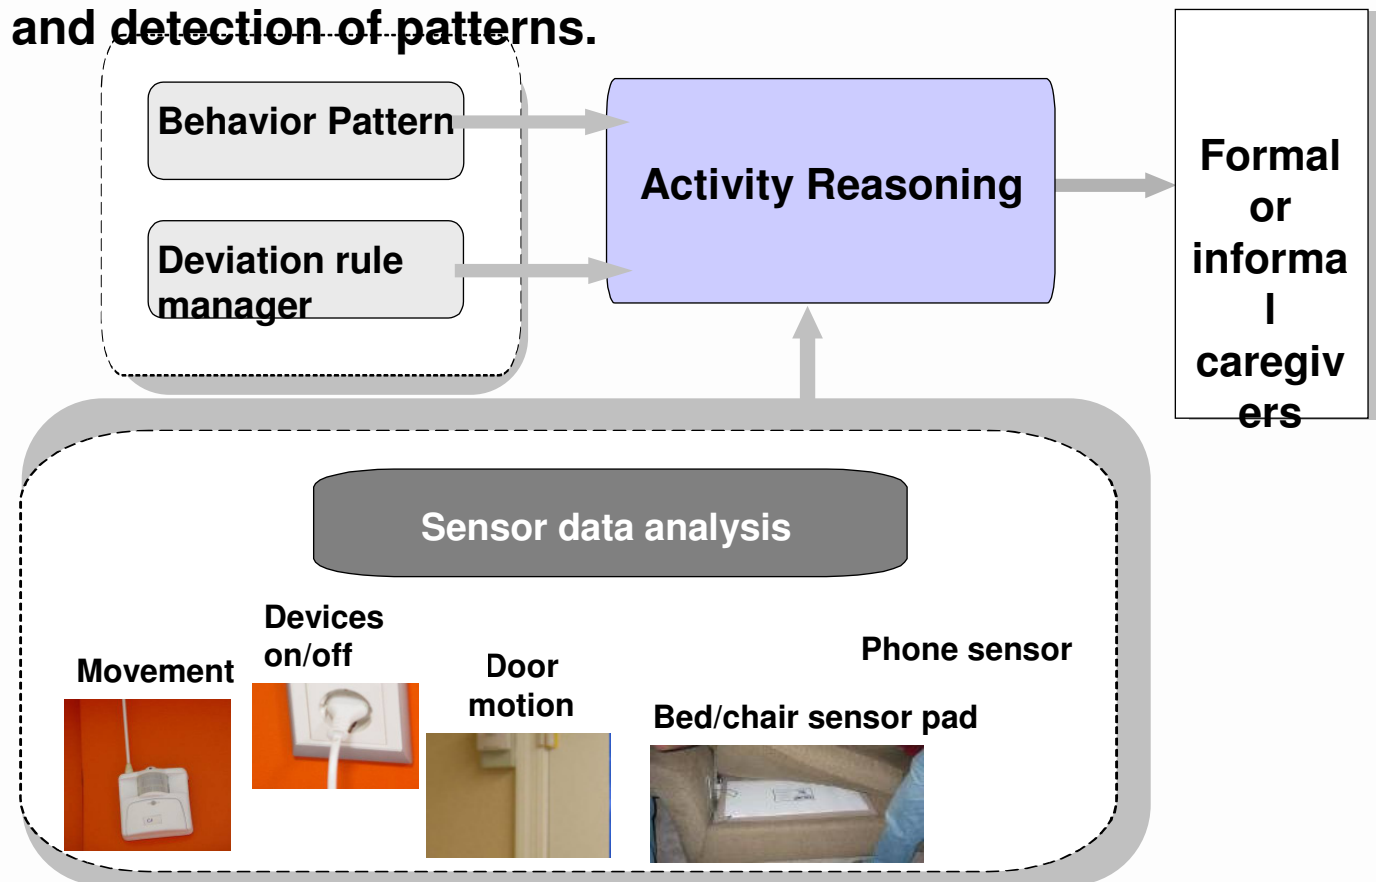 and detection of patterns.
Behavior Pattern
Deviation rule
manager
Activity Reasoning
Formal
or
informa
l
caregiv
ers
Sensor data analysis
Devices
on/off
Movement
Door
motion
Phone sensor
Bed/chair sensor pad